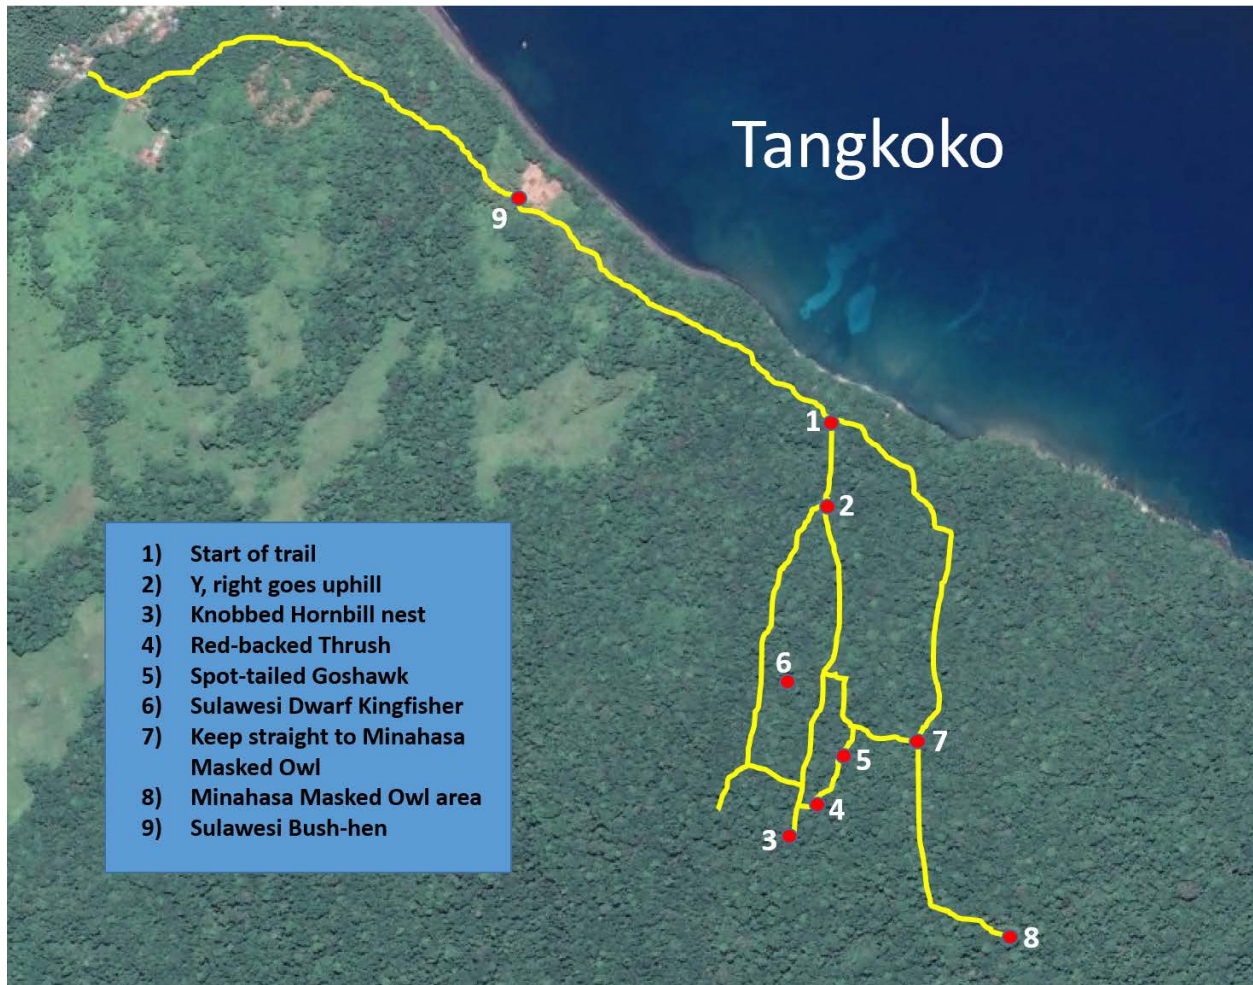 Tangkoko
9
1
2
6
7
5
4
3
8
1) Start of trail
2) Y, right goes uphill
3) Knobbed Hornbill nest
4) Red-backed Thrush
5) Spot-tailed Goshawk
6) Sulawesi Dwarf Kingfisher
7) Keep straight to Minahasa
Masked Owl
8) Minahasa Masked Owl area
9) Sulawesi Bush-hen